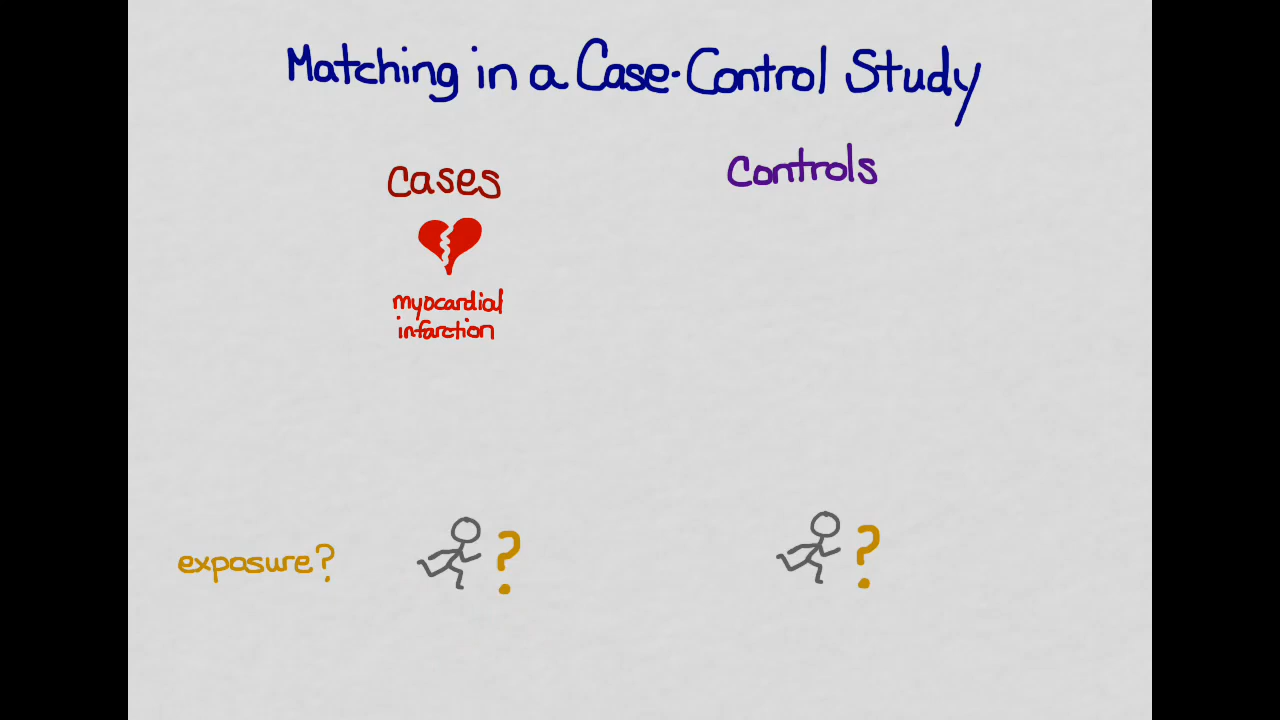 Matching in a Case-Control Study
Cases
Controls
myocardial
infarction
exposure?
?
?